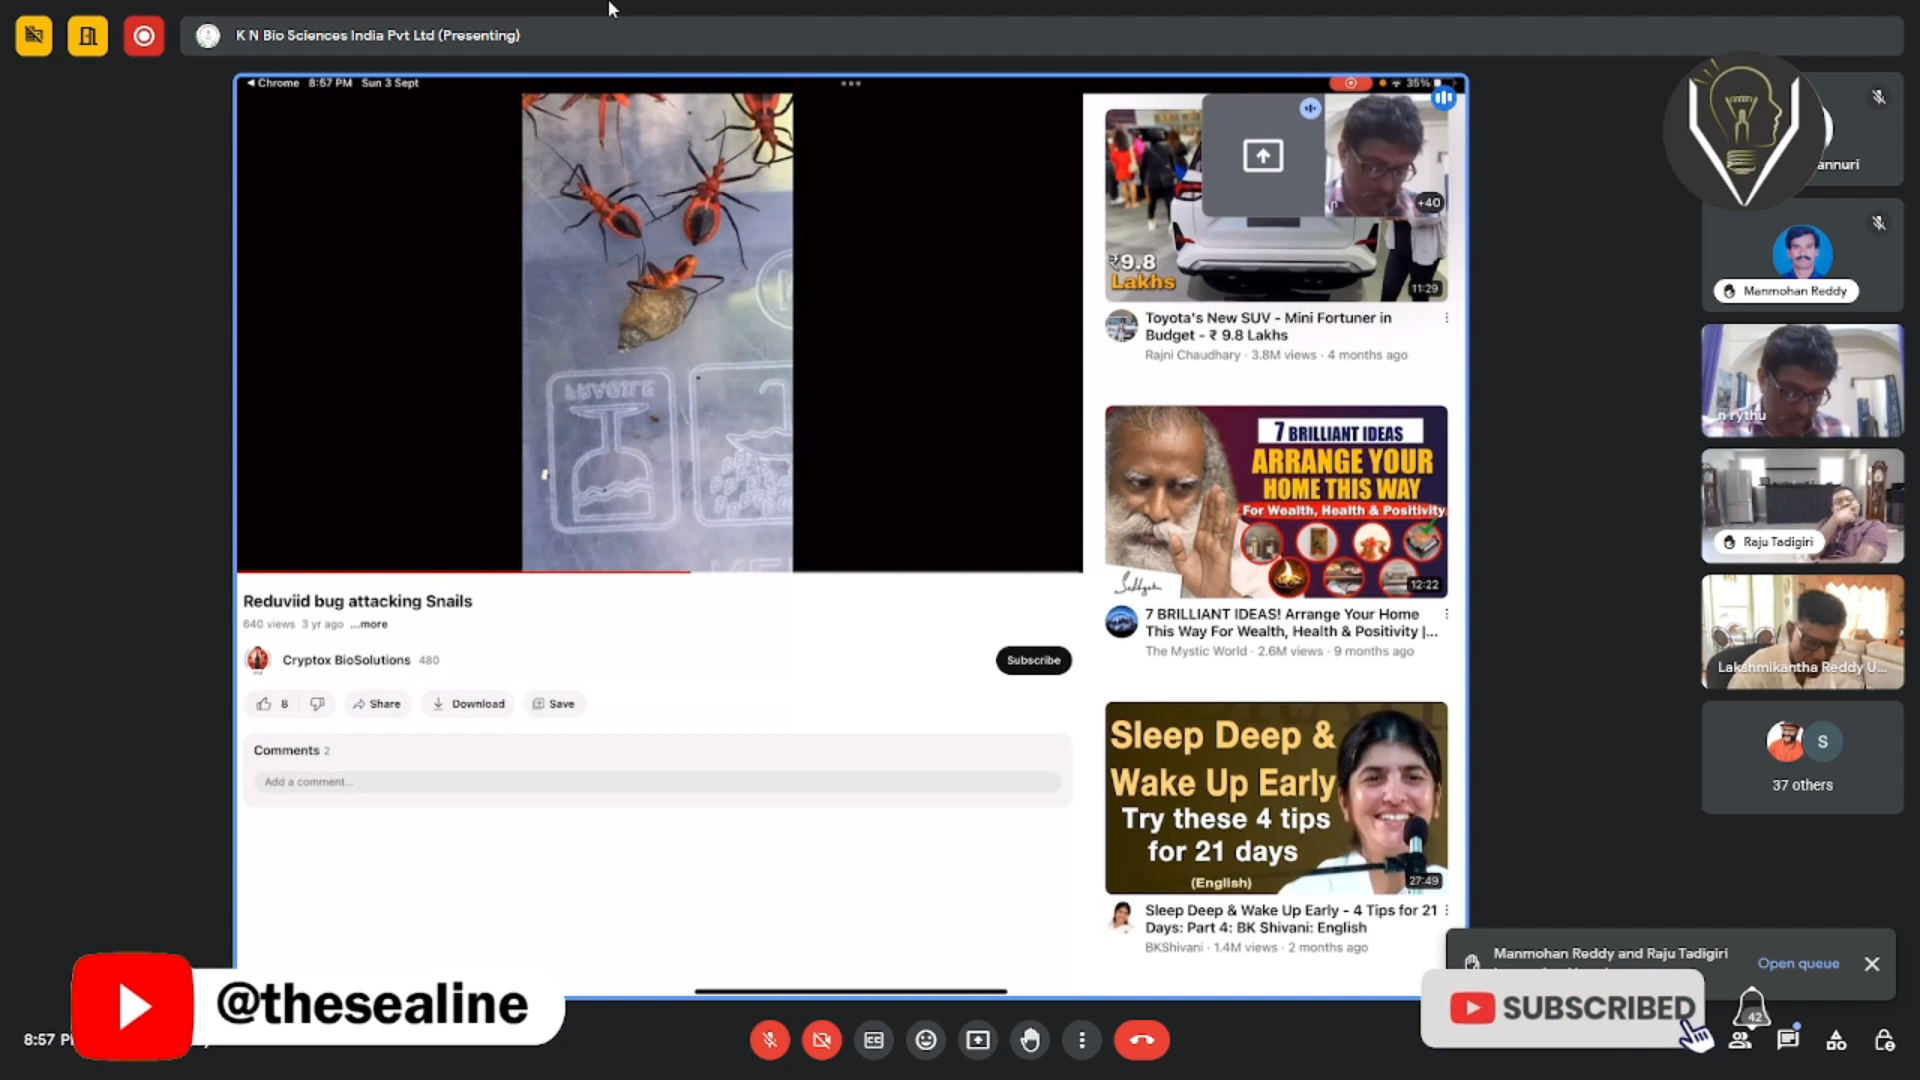 K N Bio Sciences India Pvt Ltd (Presenting)
Chrome 8:57 PM Sun 3 Sept
35%
+40
₹9.8
Lakhs
11:29
Toyota's New SUV - Mini Fortuner in
Budget - ₹ 9.8 Lakhs
Rajni Chaudhary · 3.8M views · 4 months ago
7 BRILLIANT IDEAS
ARRANGE YOUR
HOME THIS WAY
For Wealth, Health & Positivity
Sadhguru
12:22
7 BRILLIANT IDEAS! Arrange Your Home
This Way For Wealth, Health & Positivity |...
The Mystic World · 2.6M views · 9 months ago
Sleep Deep &
Wake Up Early
Try these 4 tips
for 21 days
(English)
27:49
Sleep Deep & Wake Up Early - 4 Tips for 21
Days: Part 4: BK Shivani: English
BKShivani · 1.4M views · 2 months ago
Reduviid bug attacking Snails
640 views 3 yr ago ...more
Cryptox BioSolutions 480
Subscribe
8 Share Download Save
Comments 2
Add a comment...
annuri
Manmohan Reddy
n rythu
Raju Tadigiri
Lakshmikantha Reddy U...
S
37 others
Manmohan Reddy and Raju Tadigiri
Open queue
@thesealine
SUBSCRIBED
42
8:57